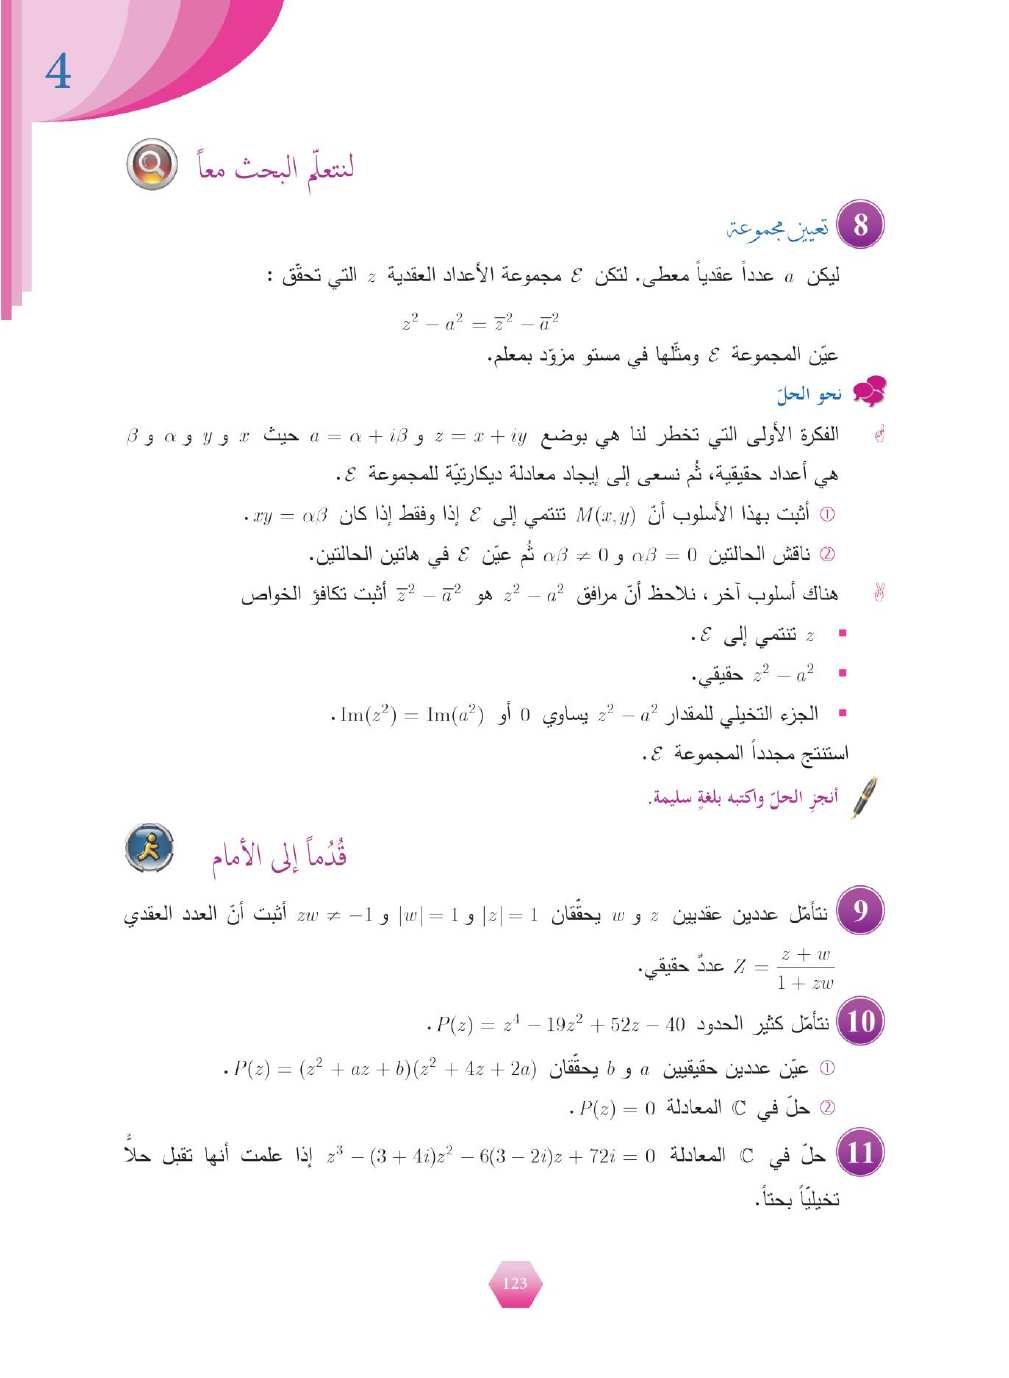 4
لنتعلّم البحث معاً
8 تعيين مجموعة
ليكن a عدداً عقدياً معطى. لتكن ℰ مجموعة الأعداد العقدية z التي تحقّق :
z² − a² = z̅² − a̅²
عيّن المجموعة ℰ ومثّلها في مستو مزوّد بمعلم.
نحو الحلّ
الفكرة الأولى التي تخطر لنا هي بوضع z = x + iy و a = α + iβ حيث x و y و α و β
هي أعداد حقيقية، ثُم نسعى إلى إيجاد معادلة ديكارتيّة للمجموعة ℰ.
① أثبت بهذا الأسلوب أنّ M(x, y) تنتمي إلى ℰ إذا وفقط إذا كان xy = αβ.
② ناقش الحالتين αβ = 0 و αβ ≠ 0 ثُم عيّن ℰ في هاتين الحالتين.
هناك أسلوب آخر، نلاحظ أنّ مرافق z² − a² هو z̅² − a̅² أثبت تكافؤ الخواص
▪ z تنتمي إلى ℰ.
▪ z² − a² حقيقي.
▪ الجزء التخيلي للمقدار z² − a² يساوي 0 أو Im(z²) = Im(a²).
استنتج مجدداً المجموعة ℰ.
أنجز الحلّ واكتبه بلغةٍ سليمة.
قُدُماً إلى الأمام
9 نتأمّل عددين عقديين z و w يحقّقان |z| = 1 و |w| = 1 و zw ≠ −1 أثبت أنّ العدد العقدي
Z = (z + w)/(1 + zw) عددٌ حقيقي.
10 نتأمّل كثير الحدود P(z) = z⁴ − 19z² + 52z − 40.
① عيّن عددين حقيقيين a و b يحقّقان P(z) = (z² + az + b)(z² + 4z + 2a).
② حلّ في ℂ المعادلة P(z) = 0.
11 حلّ في ℂ المعادلة z³ − (3 + 4i)z² − 6(3 − 2i)z + 72i = 0 إذا علمت أنها تقبل حلاًّ
تخيليّاً بحتاً.
123